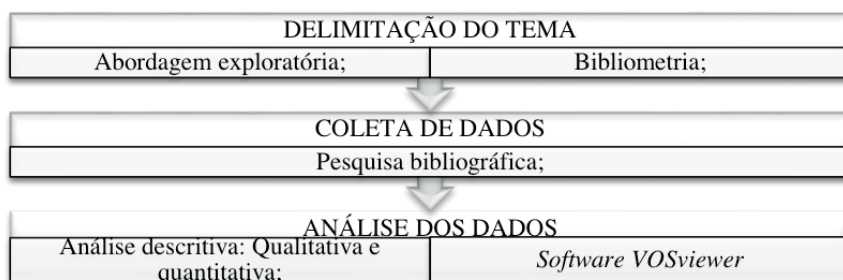 DELIMITAÇÃO DO TEMA
Abordagem exploratória;
Bibliometria;
COLETA DE DADOS
Pesquisa bibliográfica;
ANÁLISE DOS DADOS
Análise descritiva: Qualitativa e
quantitativa;
Software VOSviewer